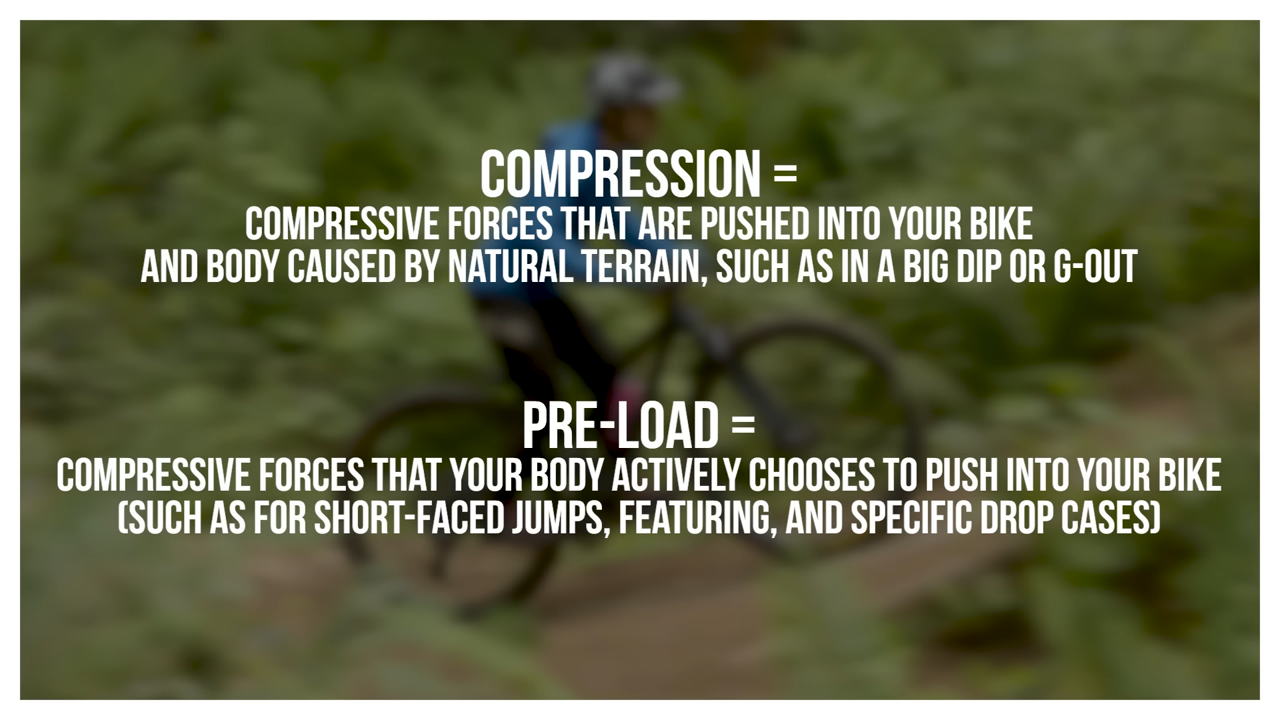 COMPRESSION =
COMPRESSIVE FORCES THAT ARE PUSHED INTO YOUR BIKE
AND BODY CAUSED BY NATURAL TERRAIN, SUCH AS IN A BIG DIP OR G-OUT
PRE-LOAD =
COMPRESSIVE FORCES THAT YOUR BODY ACTIVELY CHOOSES TO PUSH INTO YOUR BIKE
(SUCH AS FOR SHORT-FACED JUMPS, FEATURING, AND SPECIFIC DROP CASES)